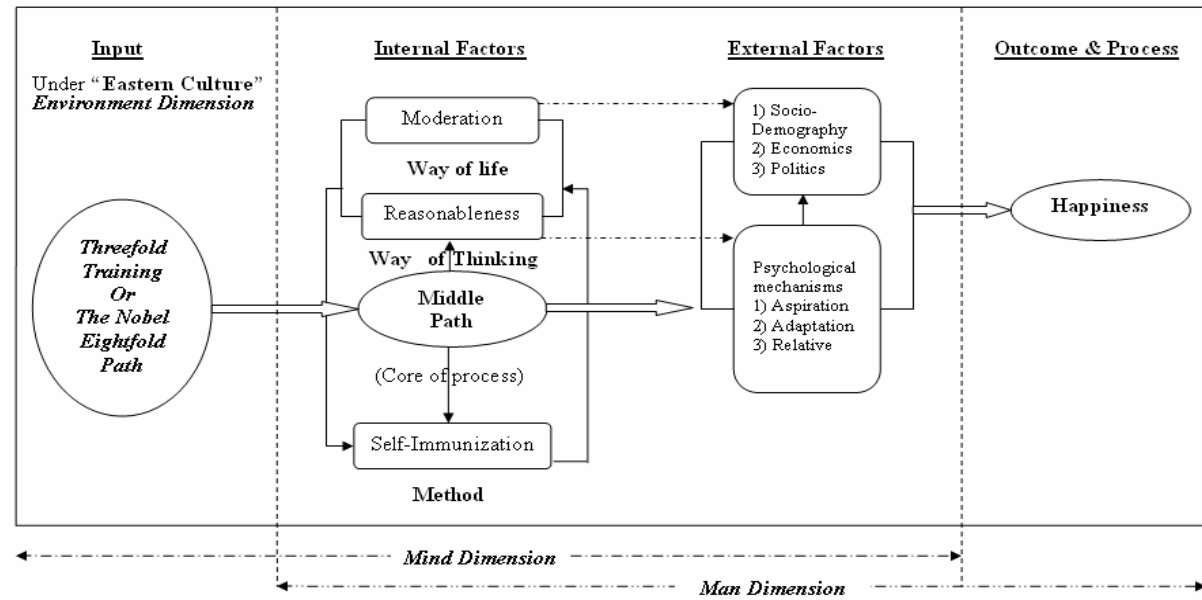 Input
Under “Eastern Culture”
Environment Dimension
Threefold
Training
Or
The Nobel
Eightfold
Path
Internal Factors
Moderation
Way of life
Reasonableness
Way of Thinking
Middle
Path
(Core of process)
Self-Immunization
Method
External Factors
1) Socio-
Demography
2) Economics
3) Politics
Psychological
mechanisms
1) Aspiration
2) Adaptation
3) Relative
Outcome & Process
Happiness
Mind Dimension
Man Dimension